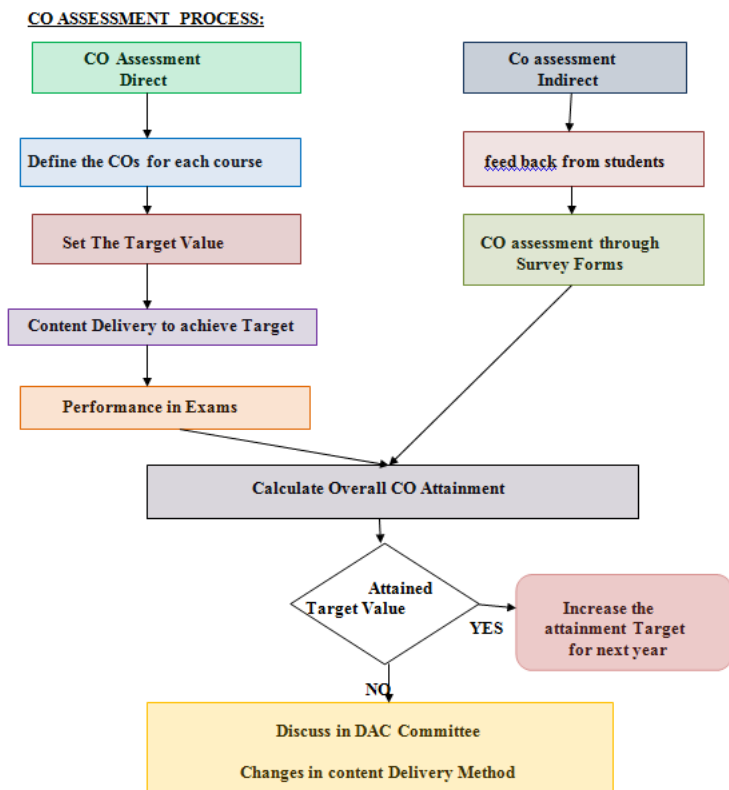 CO ASSESSMENT PROCESS:
CO Assessment
Direct
Define the COs for each course
Set The Target Value
Content Delivery to achieve Target
Performance in Exams
Co assessment
Indirect
feed back from students
CO assessment through
Survey Forms
Calculate Overall CO Attainment
Attained
Target Value
YES
Increase the
attainment Target
for next year
NO
Discuss in DAC Committee
Changes in content Delivery Method